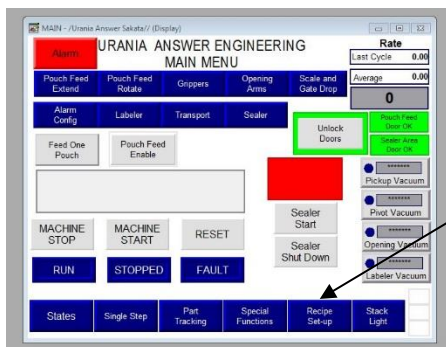 MAIN - /Urania Answer Sakata// (Display)
Alarm
URANIA ANSWER ENGINEERING
MAIN MENU
Rate
Last Cycle 0.00
Average 0.00
0
Pouch Feed
Extend
Pouch Feed
Rotate
Grippers
Opening
Arms
Scale and
Gate Drop
Alarm
Config
Labeler
Transport
Sealer
Unlock
Doors
Pouch Feed
Door OK
Sealer Area
Door OK
Feed One
Pouch
Pouch Feed
Enable
*******
Pickup Vacuum
*******
Pivot Vacuum
*******
Opening Vacuum
*******
Labeler Vacuum
Sealer
Start
Sealer
Shut Down
MACHINE
STOP
MACHINE
START
RESET
RUN
STOPPED
FAULT
States
Single Step
Part
Tracking
Special
Functions
Recipe
Set-up
Stack
Light